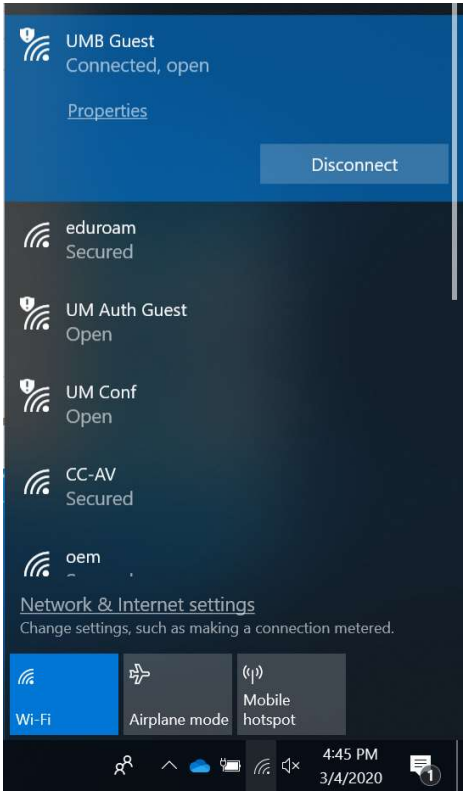 UMB Guest
Connected, open
Properties
Disconnect
eduroam
Secured
UM Auth Guest
Open
UM Conf
Open
CC-AV
Secured
oem
Network & Internet settings
Change settings, such as making a connection metered.
Wi-Fi
Airplane mode
Mobile
hotspot
4:45 PM
3/4/2020
1